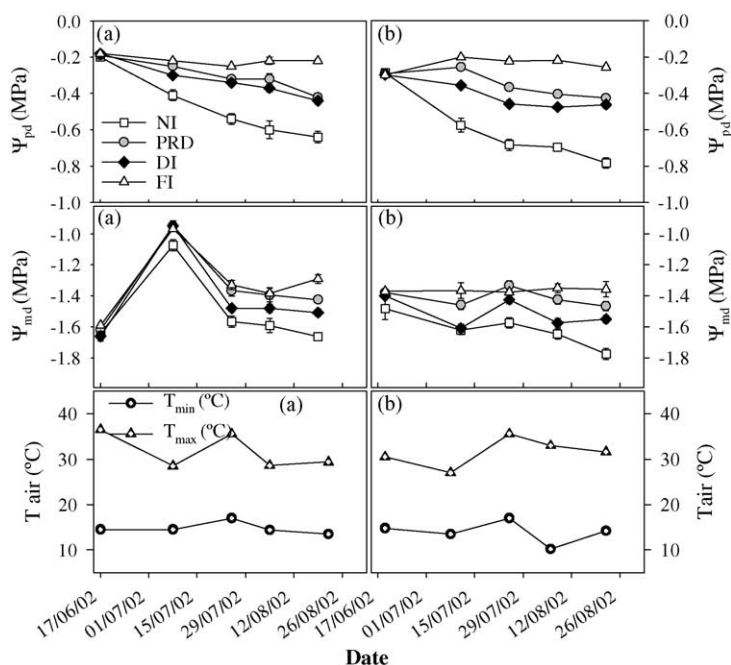 0.0 (a) (b) 0.0
-0.2 -0.2
-0.4 -0.4
-0.6 -0.6
-0.8 -0.8
-1.0 -1.0
Ψpd (MPa)
NI
PRD
DI
FI
Ψpd (MPa)
(a) (b)
-1.0 -1.0
-1.2 -1.2
-1.4 -1.4
-1.6 -1.6
-1.8 -1.8
Ψmd (MPa)
Ψmd (MPa)
Tmin (ºC) (a) (b)
Tmax (ºC)
40 40
30 30
20 20
10 10
T air (ºC)
Tair (ºC)
17/06/02 01/07/02 15/07/02 29/07/02 12/08/02 26/08/02 17/06/02 01/07/02 15/07/02 29/07/02 12/08/02 26/08/02
Date